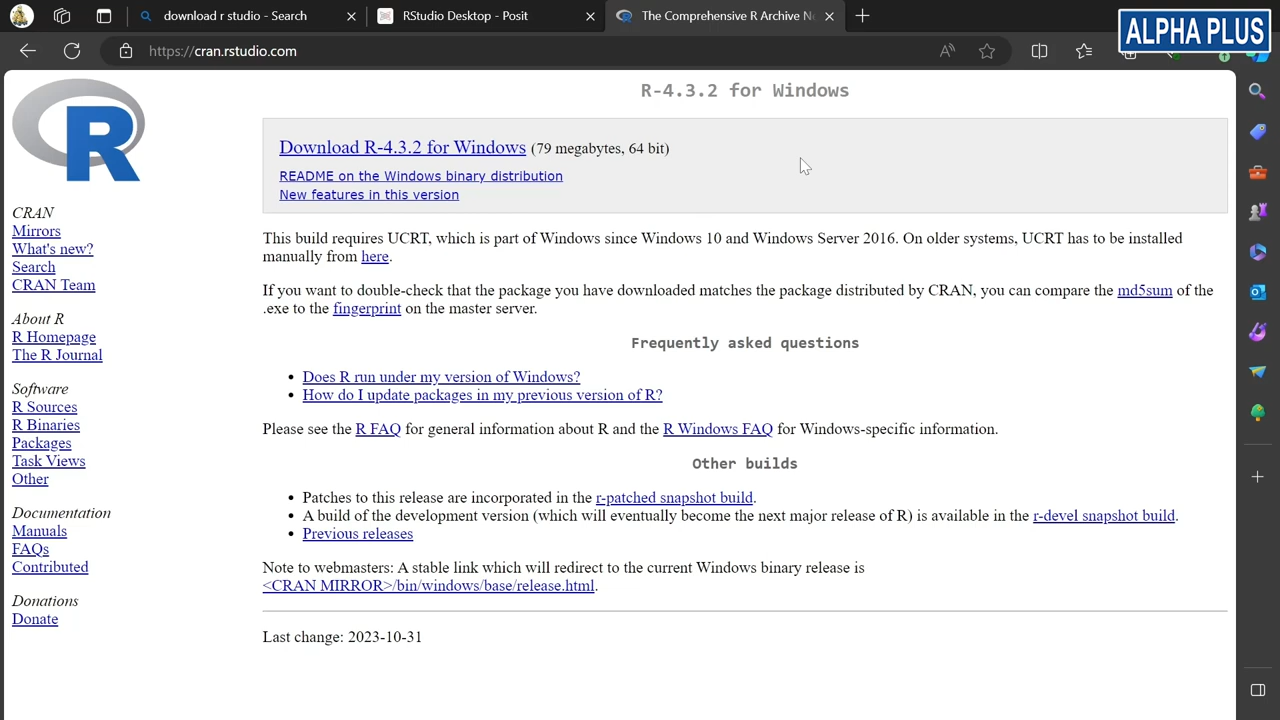 download r studio - Search
RStudio Desktop - Posit
The Comprehensive R Archive Ne
ALPHA PLUS
https://cran.rstudio.com
R
CRAN
Mirrors
What's new?
Search
CRAN Team
About R
R Homepage
The R Journal
Software
R Sources
R Binaries
Packages
Task Views
Other
Documentation
Manuals
FAQs
Contributed
Donations
Donate
R-4.3.2 for Windows
Download R-4.3.2 for Windows (79 megabytes, 64 bit)
README on the Windows binary distribution
New features in this version
This build requires UCRT, which is part of Windows since Windows 10 and Windows Server 2016. On older systems, UCRT has to be installed
manually from here.
If you want to double-check that the package you have downloaded matches the package distributed by CRAN, you can compare the md5sum of the
.exe to the fingerprint on the master server.
Frequently asked questions
• Does R run under my version of Windows?
• How do I update packages in my previous version of R?
Please see the R FAQ for general information about R and the R Windows FAQ for Windows-specific information.
Other builds
• Patches to this release are incorporated in the r-patched snapshot build.
• A build of the development version (which will eventually become the next major release of R) is available in the r-devel snapshot build.
• Previous releases
Note to webmasters: A stable link which will redirect to the current Windows binary release is
<CRAN MIRROR>/bin/windows/base/release.html.
Last change: 2023-10-31